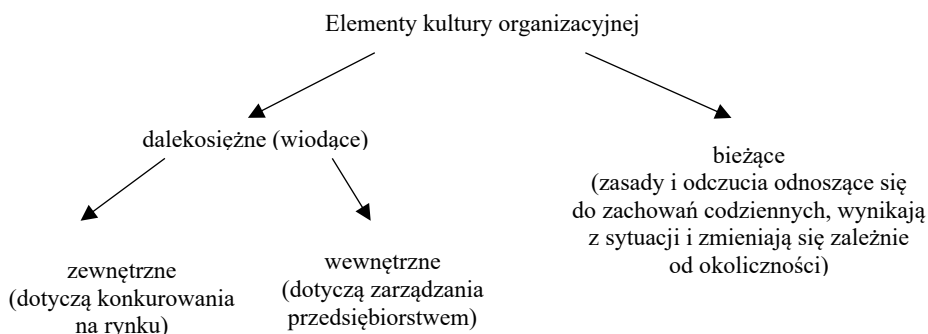 Elementy kultury organizacyjnej
dalekosiężne (wiodące)
bieżące
(zasady i odczucia odnoszące się
do zachowań codziennych, wynikają
z sytuacji i zmieniają się zależnie
od okoliczności)
zewnętrzne
(dotyczą konkurowania
na rynku)
wewnętrzne
(dotyczą zarządzania
przedsiębiorstwem)